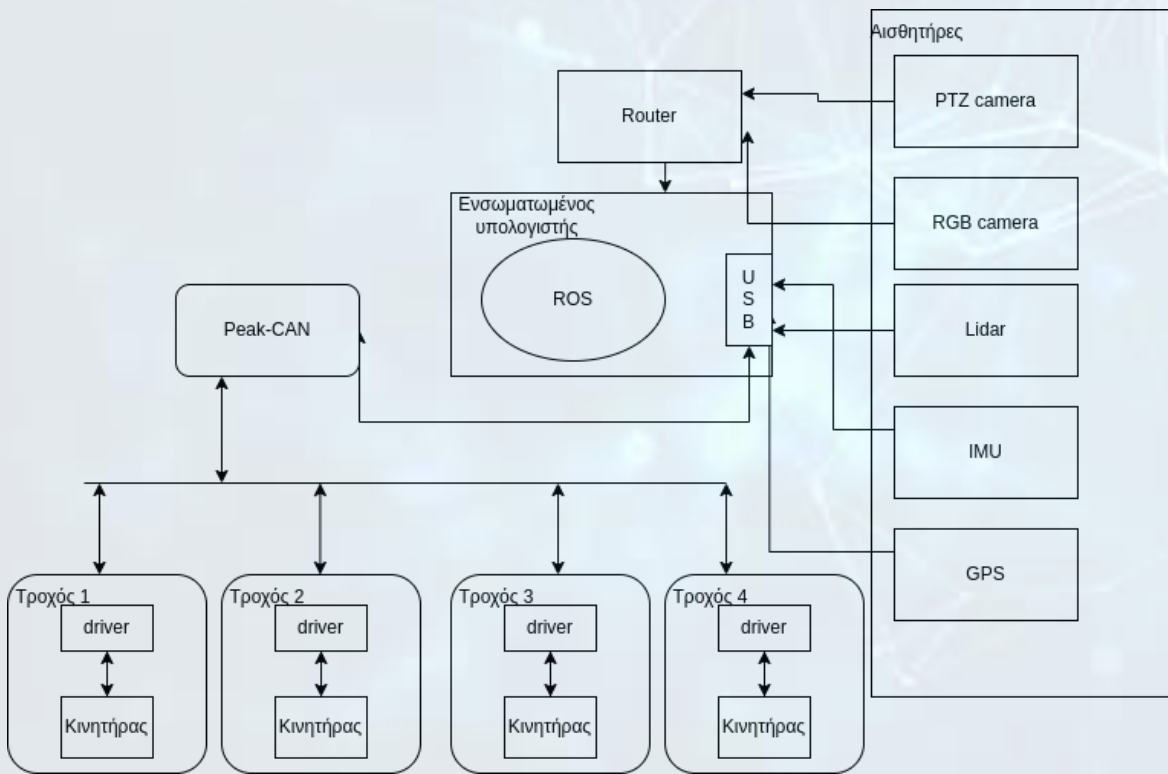 Αισθητήρες
PTZ camera
Router
RGB camera
Ενσωματωμένος
υπολογιστής
ROS
U
S
B
Peak-CAN
Lidar
IMU
GPS
Τροχός 1
driver
Κινητήρας
Τροχός 2
driver
Κινητήρας
Τροχός 3
driver
Κινητήρας
Τροχός 4
driver
Κινητήρας